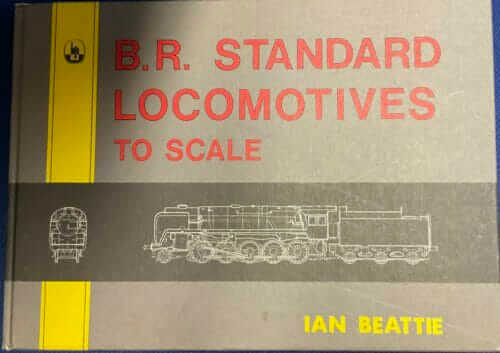 B.R. STANDARD
LOCOMOTIVES
TO SCALE
IAN BEATTIE